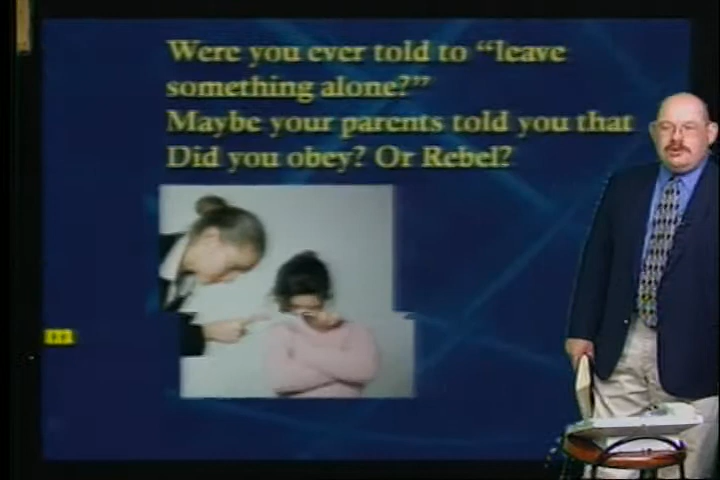 Were you ever told to “leave
something alone?”
Maybe your parents told you that
Did you obey? Or Rebel?